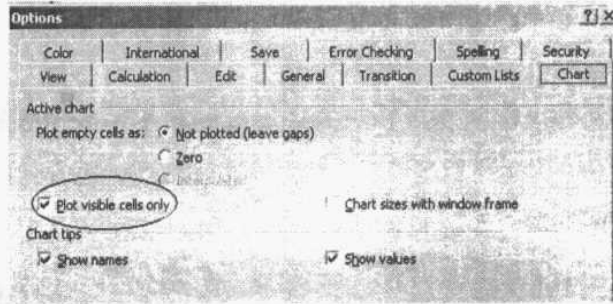 Options
Color International Save Error Checking Spelling Security
View Calculation Edit General Transition Custom Lists Chart
Active chart
Plot empty cells as: Not plotted (leave gaps)
Zero
Plot visible cells only Chart sizes with window frame
Chart tips
Show names Show values